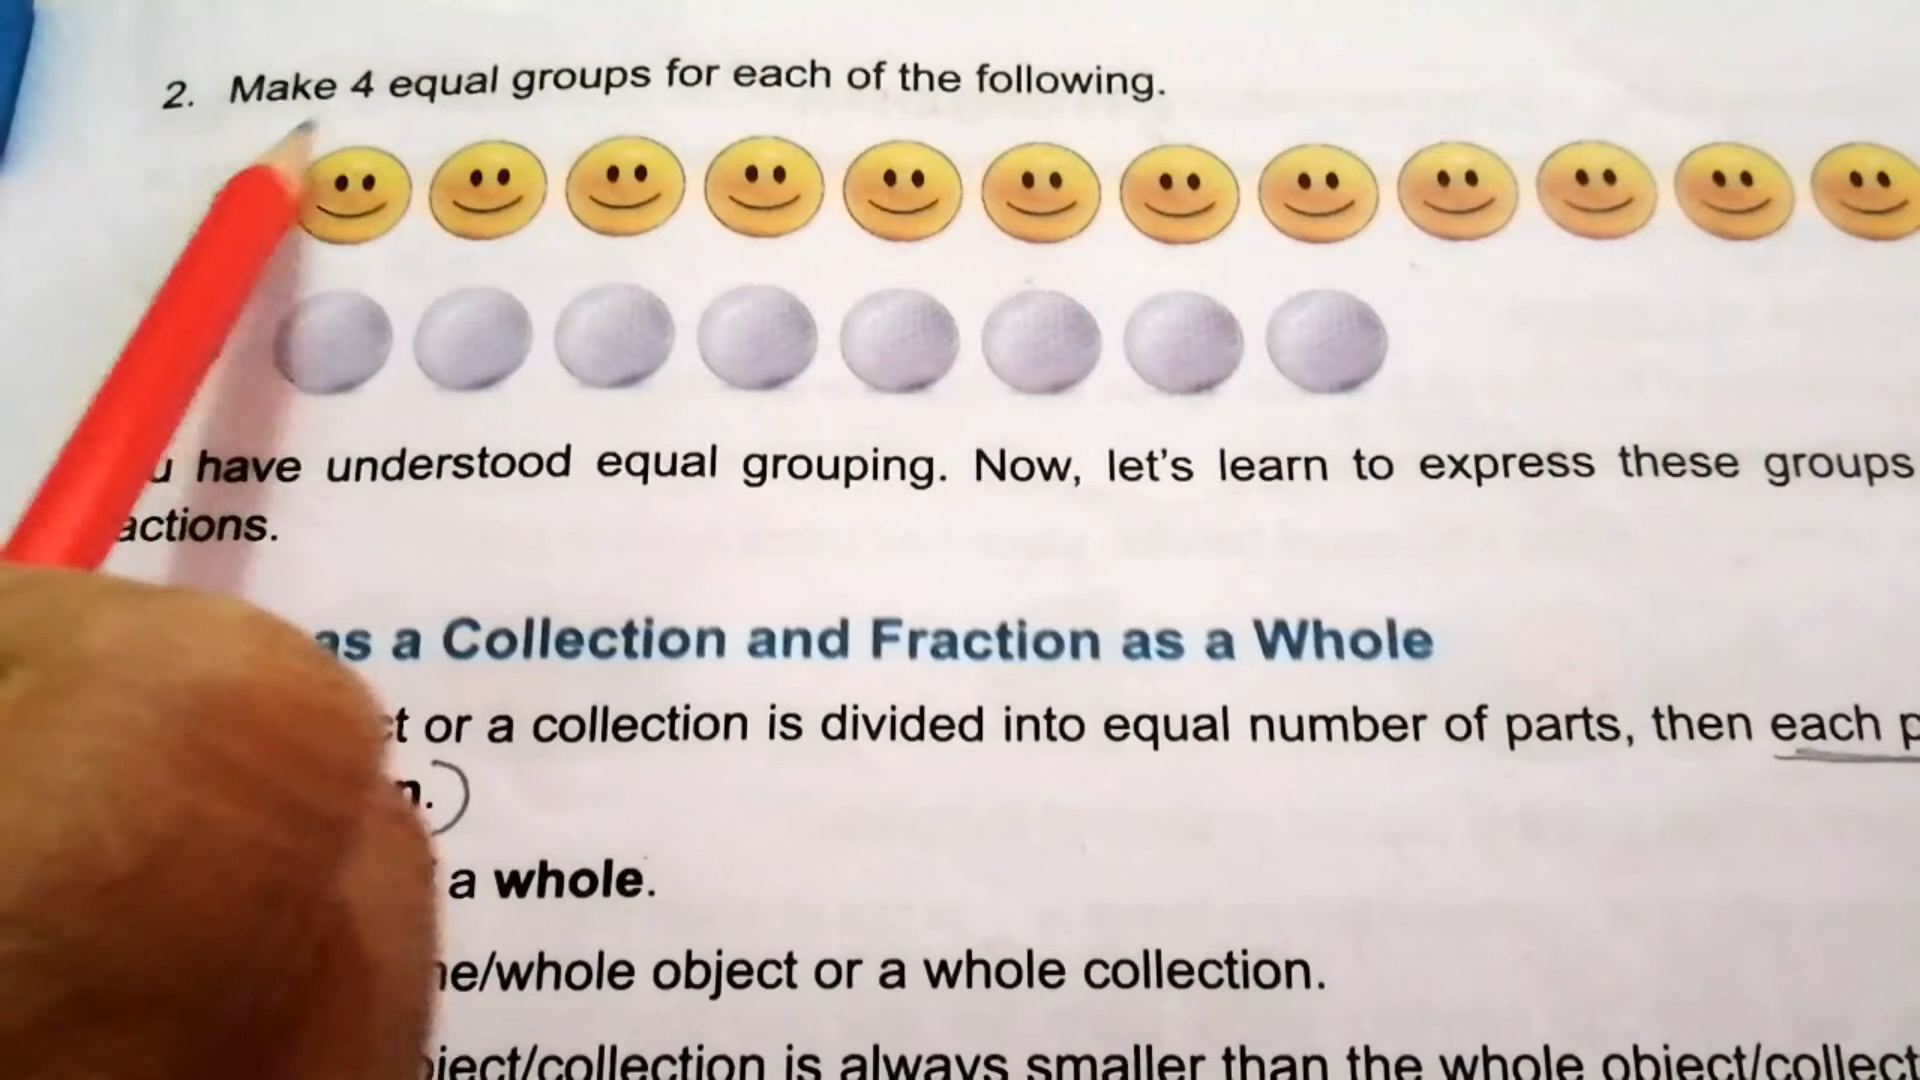 2. Make 4 equal groups for each of the following.
have understood equal grouping. Now, let's learn to express these groups
actions.
as a Collection and Fraction as a Whole
or a collection is divided into equal number of parts, then each
a whole.
whole object or a whole collection.
object/collection is always smaller than the whole object/collect